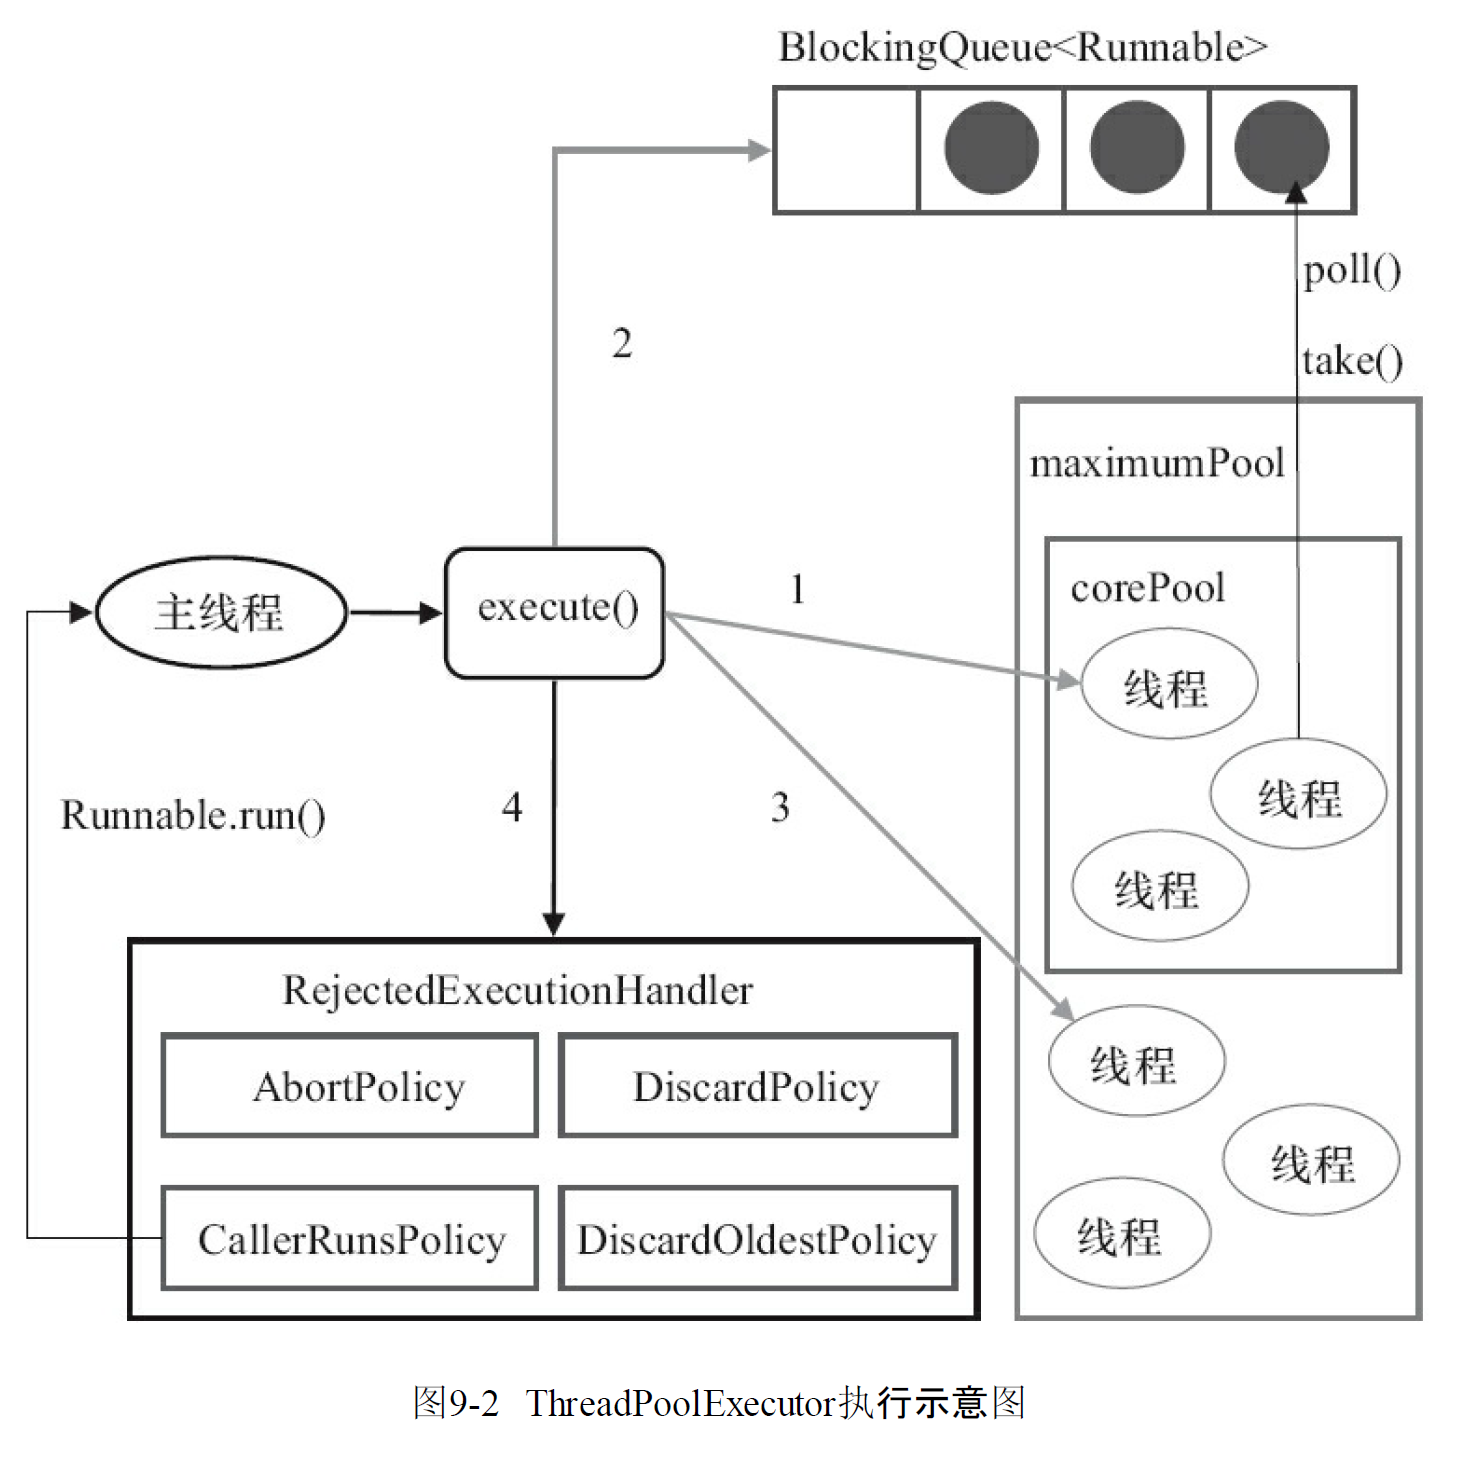 BlockingQueue<Runnable>
poll()
2
take()
maximumPool
corePool
1
主线程
execute()
线程
线程
Runnable.run()
4
3
线程
RejectedExecutionHandler
线程
AbortPolicy
DiscardPolicy
线程
CallerRunsPolicy
DiscardOldestPolicy
线程
图9-2 ThreadPoolExecutor执行示意图